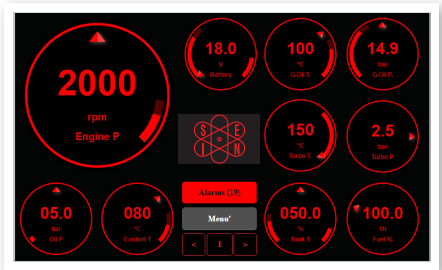 2000
rpm
Engine P
18.0
V
Battery
100
°C
G.Oil T.
14.9
bar
G.Oil P.
S E
I N
150
°C
Turbo T.
2.5
bar
Turbo P.
05.0
bar
Oil P.
080
°C
Coolant T.
Alarms (19)
Menu'
< 1 >
050.0
%
Tank 1.
100.0
l/h
Fuel R.